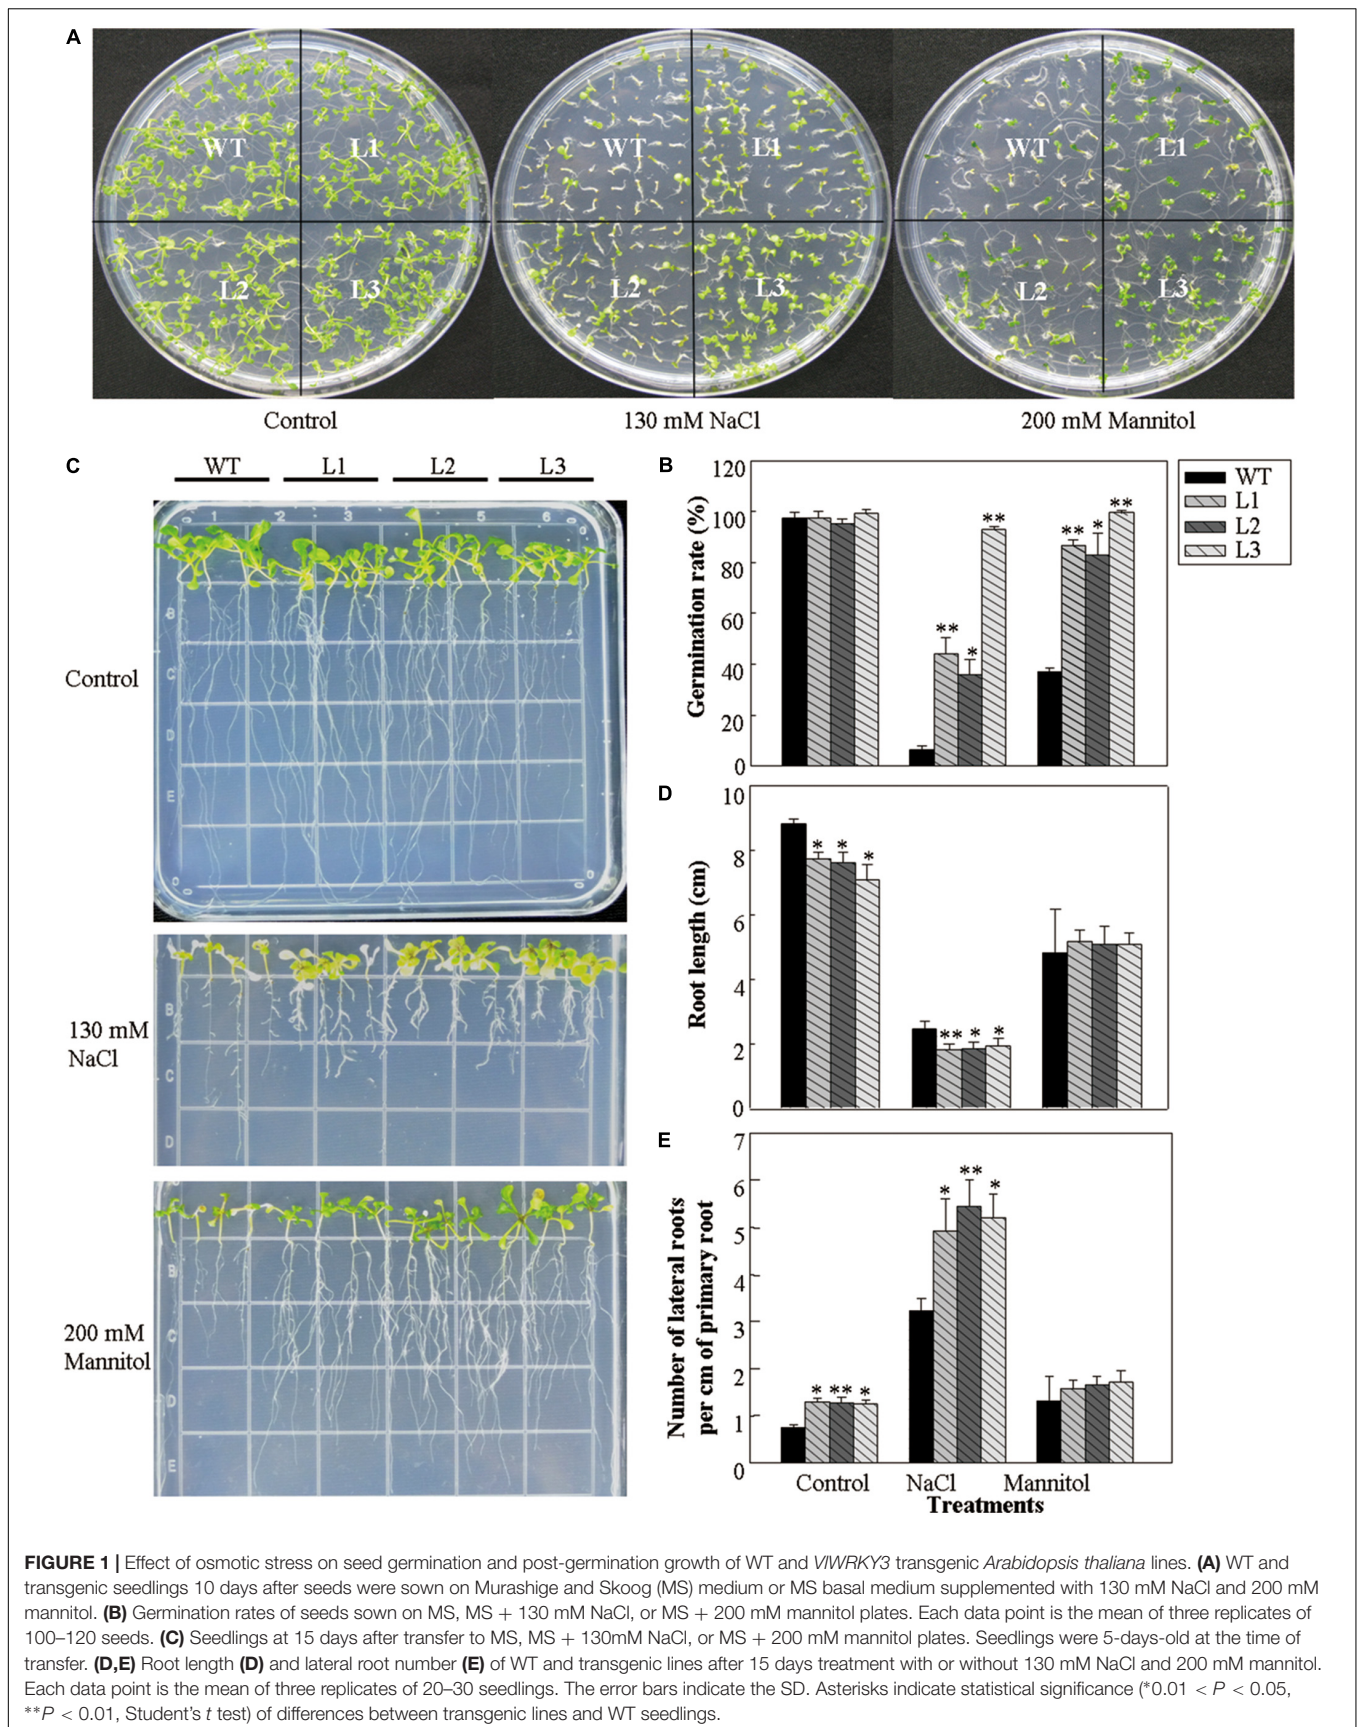 A
WT L1 WT L1 WT L1
L2 L3 L2 L3 L2 L3
Control 130 mM NaCl 200 mM Mannitol
C
WT L1 L2 L3
Control
130 mM
NaCl
200 mM
Mannitol
B
Germination rate (%)
120
100
80
60
40
20
0
** * ** ** * **
WT
L1
L2
L3
D
Root length (cm)
10
8
6
4
2
0
* * * ** * *
E
Number of lateral roots
per cm of primary root
7
6
5
4
3
2
1
0
* ** * * ** *
Control NaCl Mannitol
Treatments
FIGURE 1 | Effect of osmotic stress on seed germination and post-germination growth of WT and VlWRKY3 transgenic Arabidopsis thaliana lines. (A) WT and
transgenic seedlings 10 days after seeds were sown on Murashige and Skoog (MS) medium or MS basal medium supplemented with 130 mM NaCl and 200 mM
mannitol. (B) Germination rates of seeds sown on MS, MS + 130 mM NaCl, or MS + 200 mM mannitol plates. Each data point is the mean of three replicates of
100–120 seeds. (C) Seedlings at 15 days after transfer to MS, MS + 130mM NaCl, or MS + 200 mM mannitol plates. Seedlings were 5-days-old at the time of
transfer. (D,E) Root length (D) and lateral root number (E) of WT and transgenic lines after 15 days treatment with or without 130 mM NaCl and 200 mM mannitol.
Each data point is the mean of three replicates of 20–30 seedlings. The error bars indicate the SD. Asterisks indicate statistical significance (*0.01 < P < 0.05,
**P < 0.01, Student's t test) of differences between transgenic lines and WT seedlings.